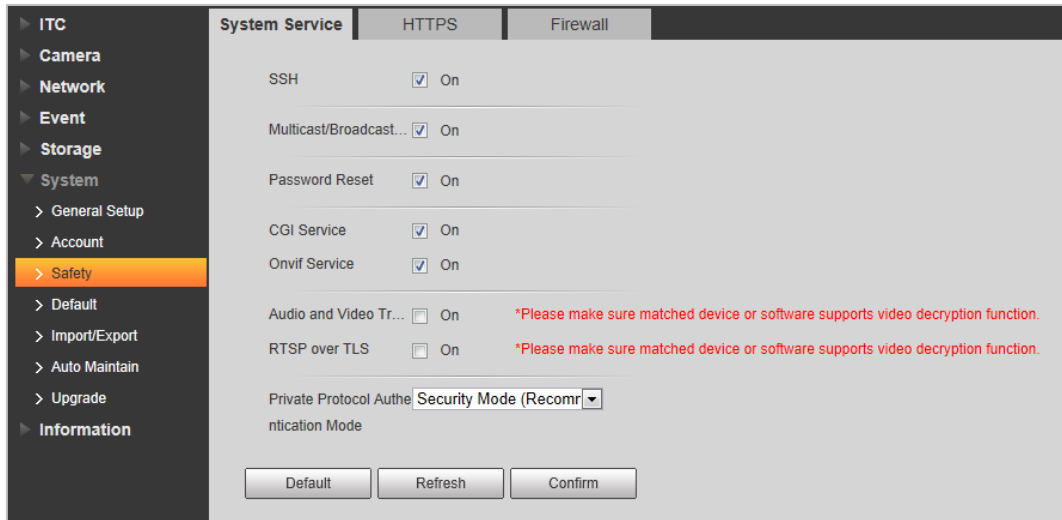 ITC
Camera
Network
Event
Storage
System
General Setup
Account
Safety
Default
Import/Export
Auto Maintain
Upgrade
Information
System Service HTTPS Firewall
SSH On
Multicast/Broadcast... On
Password Reset On
CGI Service On
Onvif Service On
Audio and Video Tr... On *Please make sure matched device or software supports video decryption function.
RTSP over TLS On *Please make sure matched device or software supports video decryption function.
Private Protocol Authe Security Mode (Recomr
ntication Mode
Default Refresh Confirm